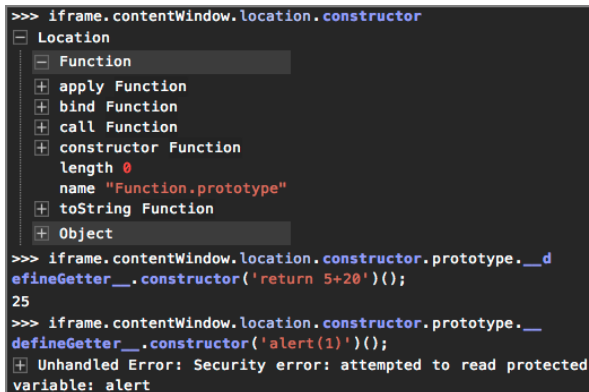 >>> iframe.contentWindow.location.constructor
Location
Function
apply Function
bind Function
call Function
constructor Function
length 0
name "Function.prototype"
toString Function
Object
>>> iframe.contentWindow.location.constructor.prototype.__d
efineGetter__.constructor('return 5+20')();
25
>>> iframe.contentWindow.location.constructor.prototype.__
defineGetter__.constructor('alert(1)')();
Unhandled Error: Security error: attempted to read protected
variable: alert